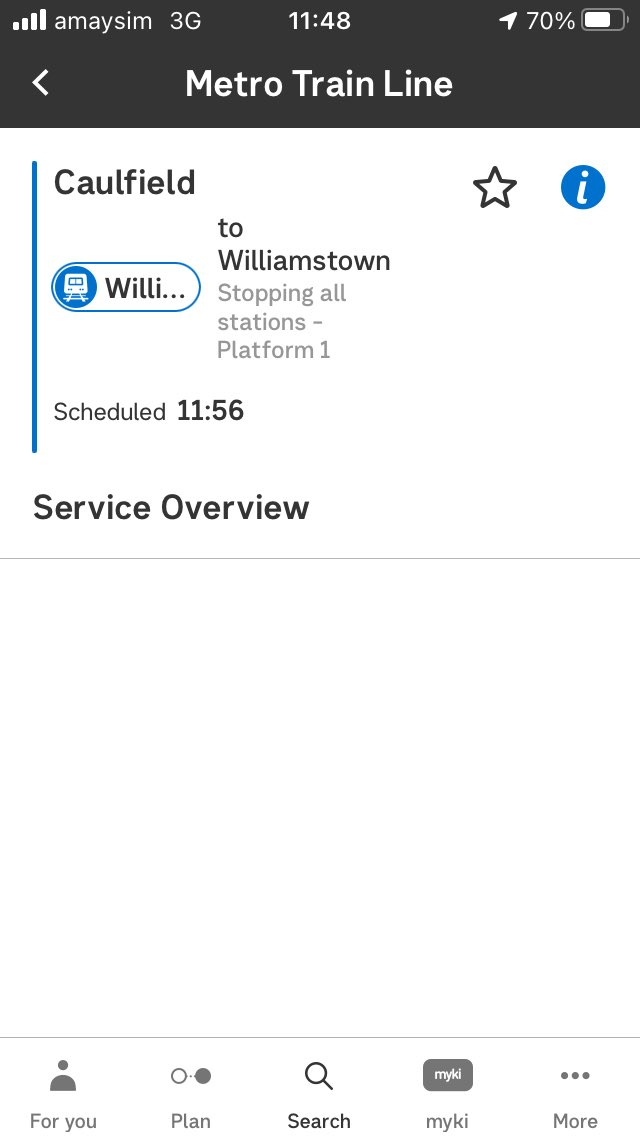 amaysim 3G 11:48 70%
Metro Train Line
Caulfield
i
to
Williamstown
Willi...
Stopping all
stations -
Platform 1
Scheduled 11:56
Service Overview
myki
For you Plan Search myki More